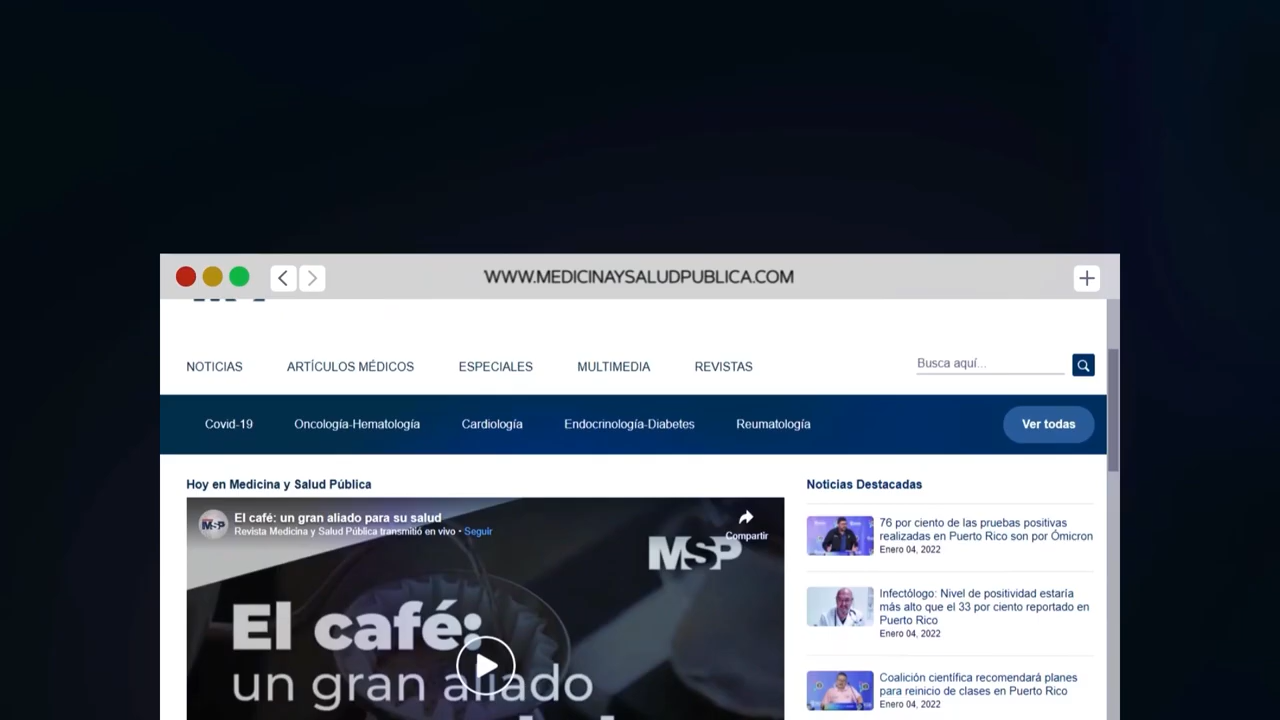 WWW.MEDICINAYSALUDPUBLICA.COM
NOTICIAS
ARTÍCULOS MÉDICOS
ESPECIALES
MULTIMEDIA
REVISTAS
Busca aquí...
Covid-19
Oncología-Hematología
Cardiología
Endocrinología-Diabetes
Reumatología
Ver todas
Hoy en Medicina y Salud Pública
MSP
El café: un gran aliado para su salud
Revista Medicina y Salud Pública transmitió en vivo • Seguir
Compartir
MSP
El café:
un gran aliado
Noticias Destacadas
76 por ciento de las pruebas positivas
realizadas en Puerto Rico son por Ómicron
Enero 04, 2022
Infectólogo: Nivel de positividad estaría
más alto que el 33 por ciento reportado en
Puerto Rico
Enero 04, 2022
Coalición científica recomendará planes
para reinicio de clases en Puerto Rico
Enero 04, 2022